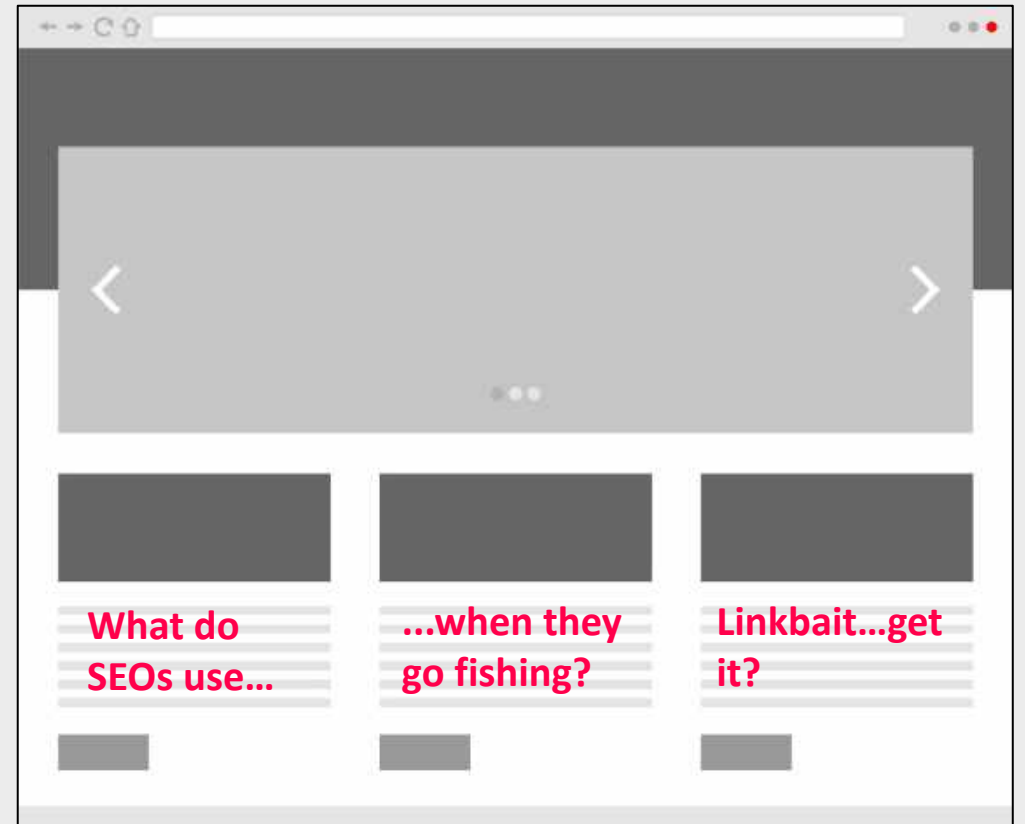 What do
SEOs use…
...when they
go fishing?
Linkbait…get
it?